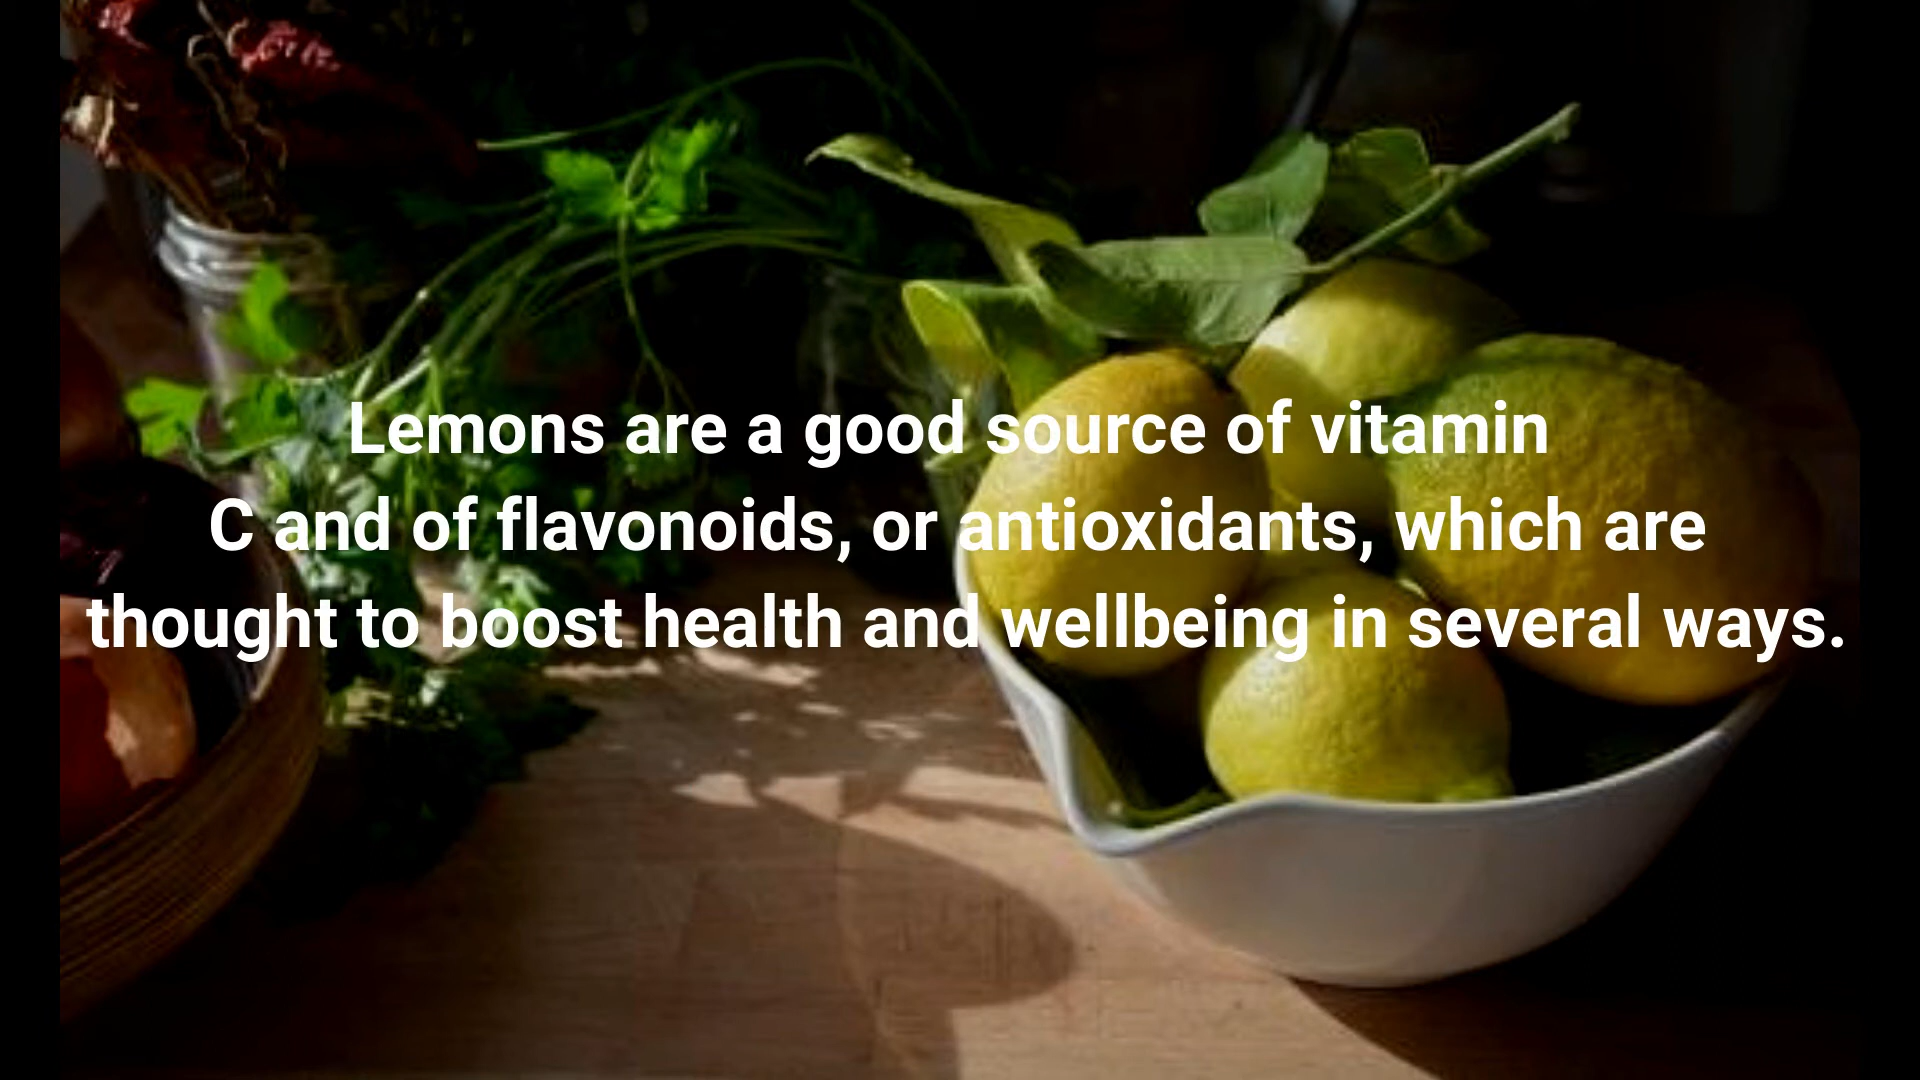 Lemons are a good source of vitamin
C and of flavonoids, or antioxidants, which are
thought to boost health and wellbeing in several ways.